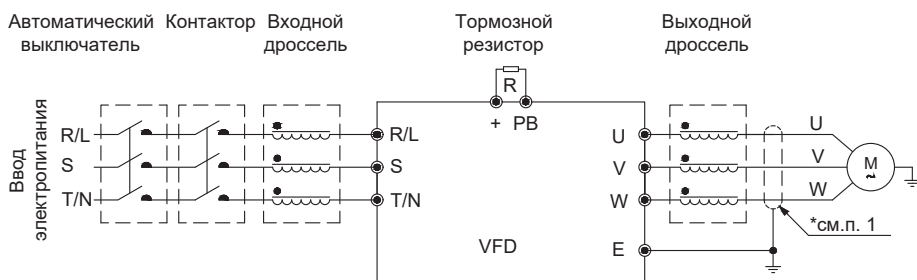 Автоматический
выключатель
Контактор
Входной
дроссель
Тормозной
резистор
Выходной
дроссель
Ввод
электропитания
R/L
S
T/N
R/L
S
T/N
R
+ PB
U
V
W
E
VFD
U
V
W
M
~
*см.п. 1